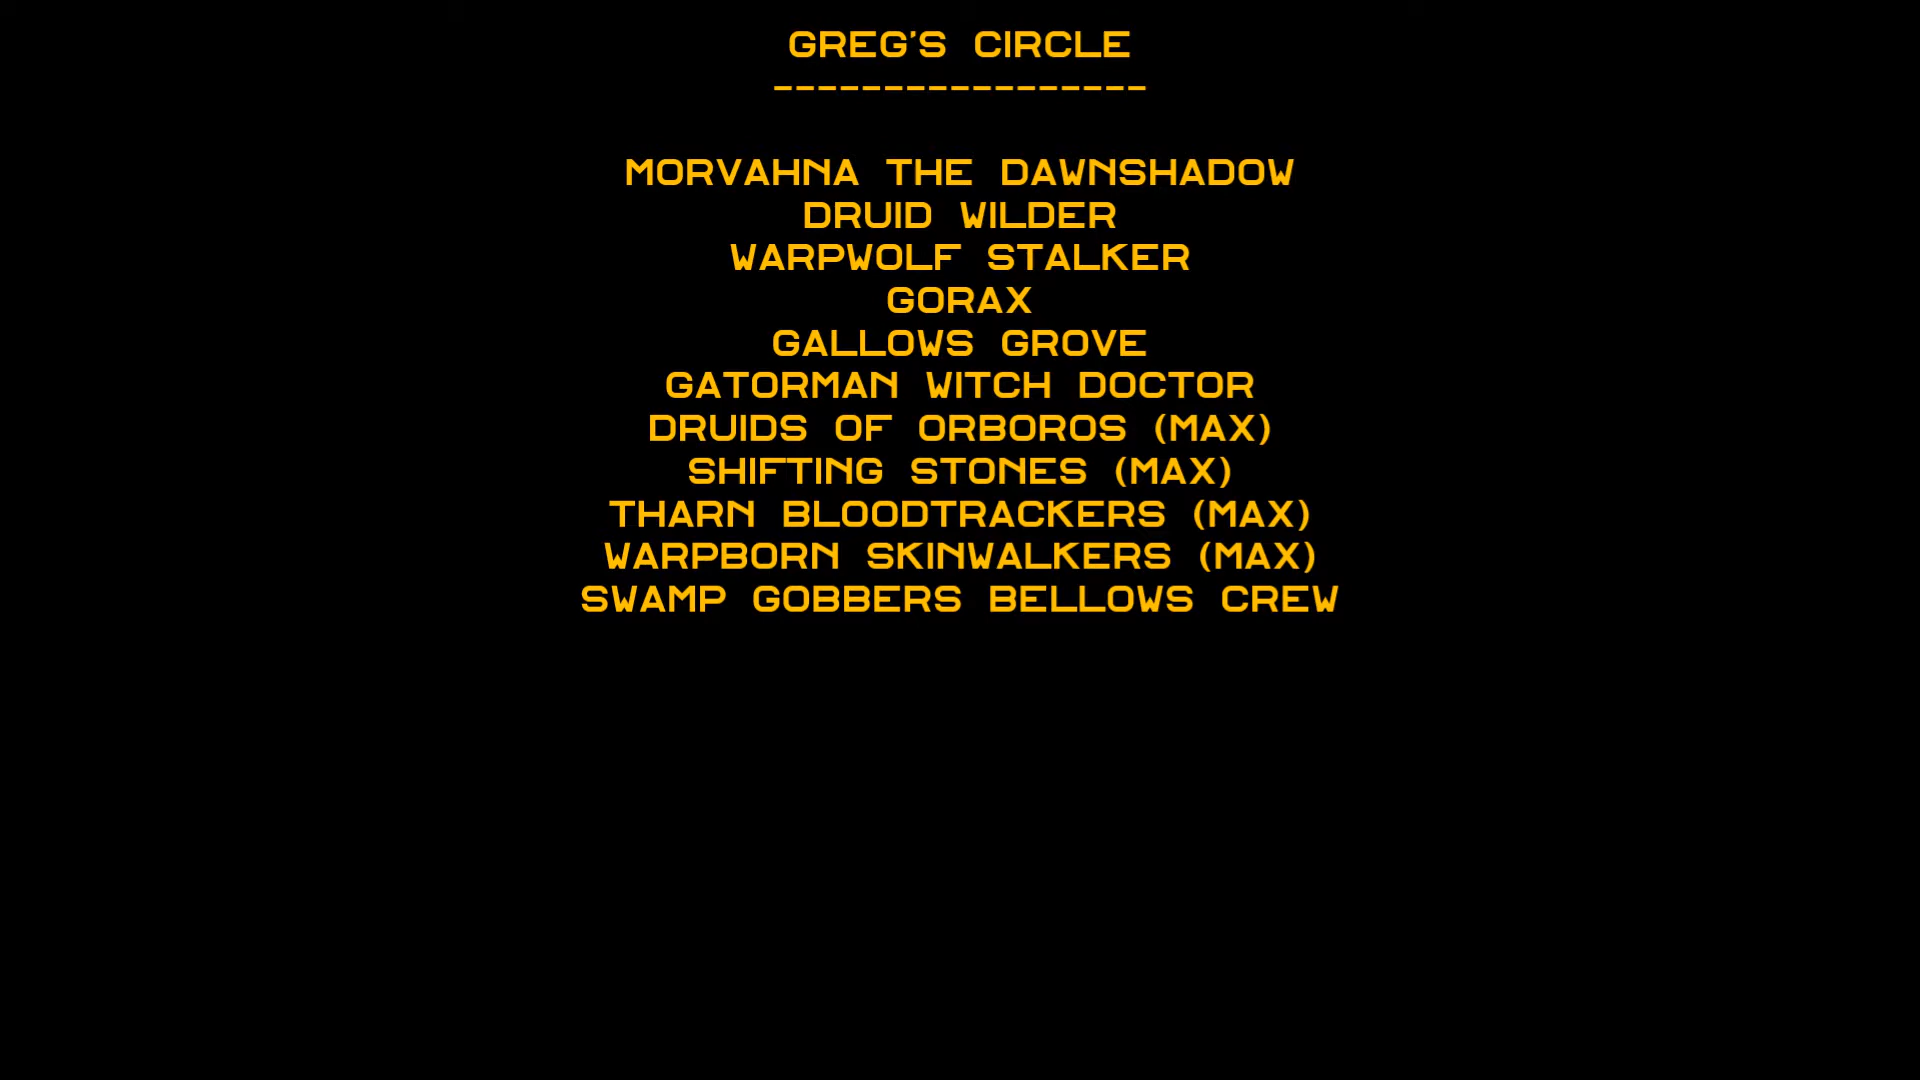 GREG'S CIRCLE
-----------------
MORVAHNA THE DAWNSHADOW
DRUID WILDER
WARPWOLF STALKER
GORAX
GALLOWS GROVE
GATORMAN WITCH DOCTOR
DRUIDS OF ORBOROS (MAX)
SHIFTING STONES (MAX)
THARN BLOODTRACKERS (MAX)
WARPBORN SKINWALKERS (MAX)
SWAMP GOBBERS BELLOWS CREW